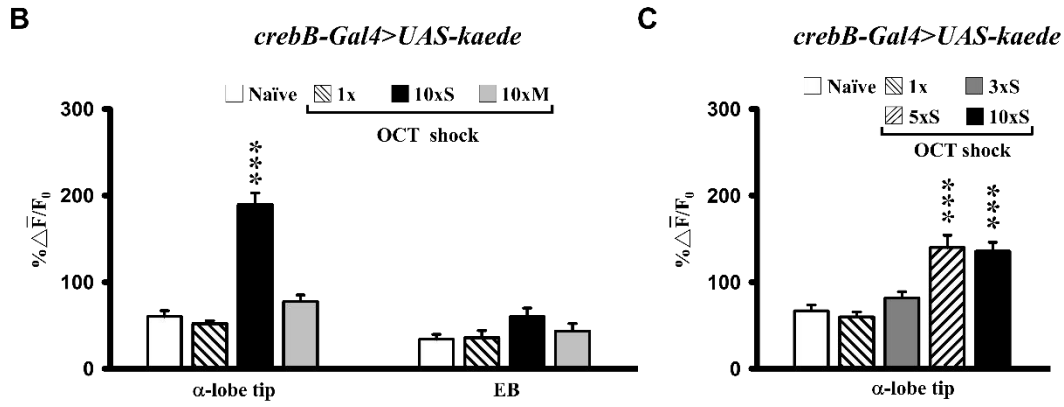 B
crebB-Gal4>UAS-kaede
Naïve 1x 10xS 10xM
OCT shock
300
200
100
0
%△F̅/F₀
***
α-lobe tip EB
C
crebB-Gal4>UAS-kaede
Naïve 1x 3xS
5xS 10xS
OCT shock
300
200
100
0
%△F̅/F₀
*** ***
α-lobe tip